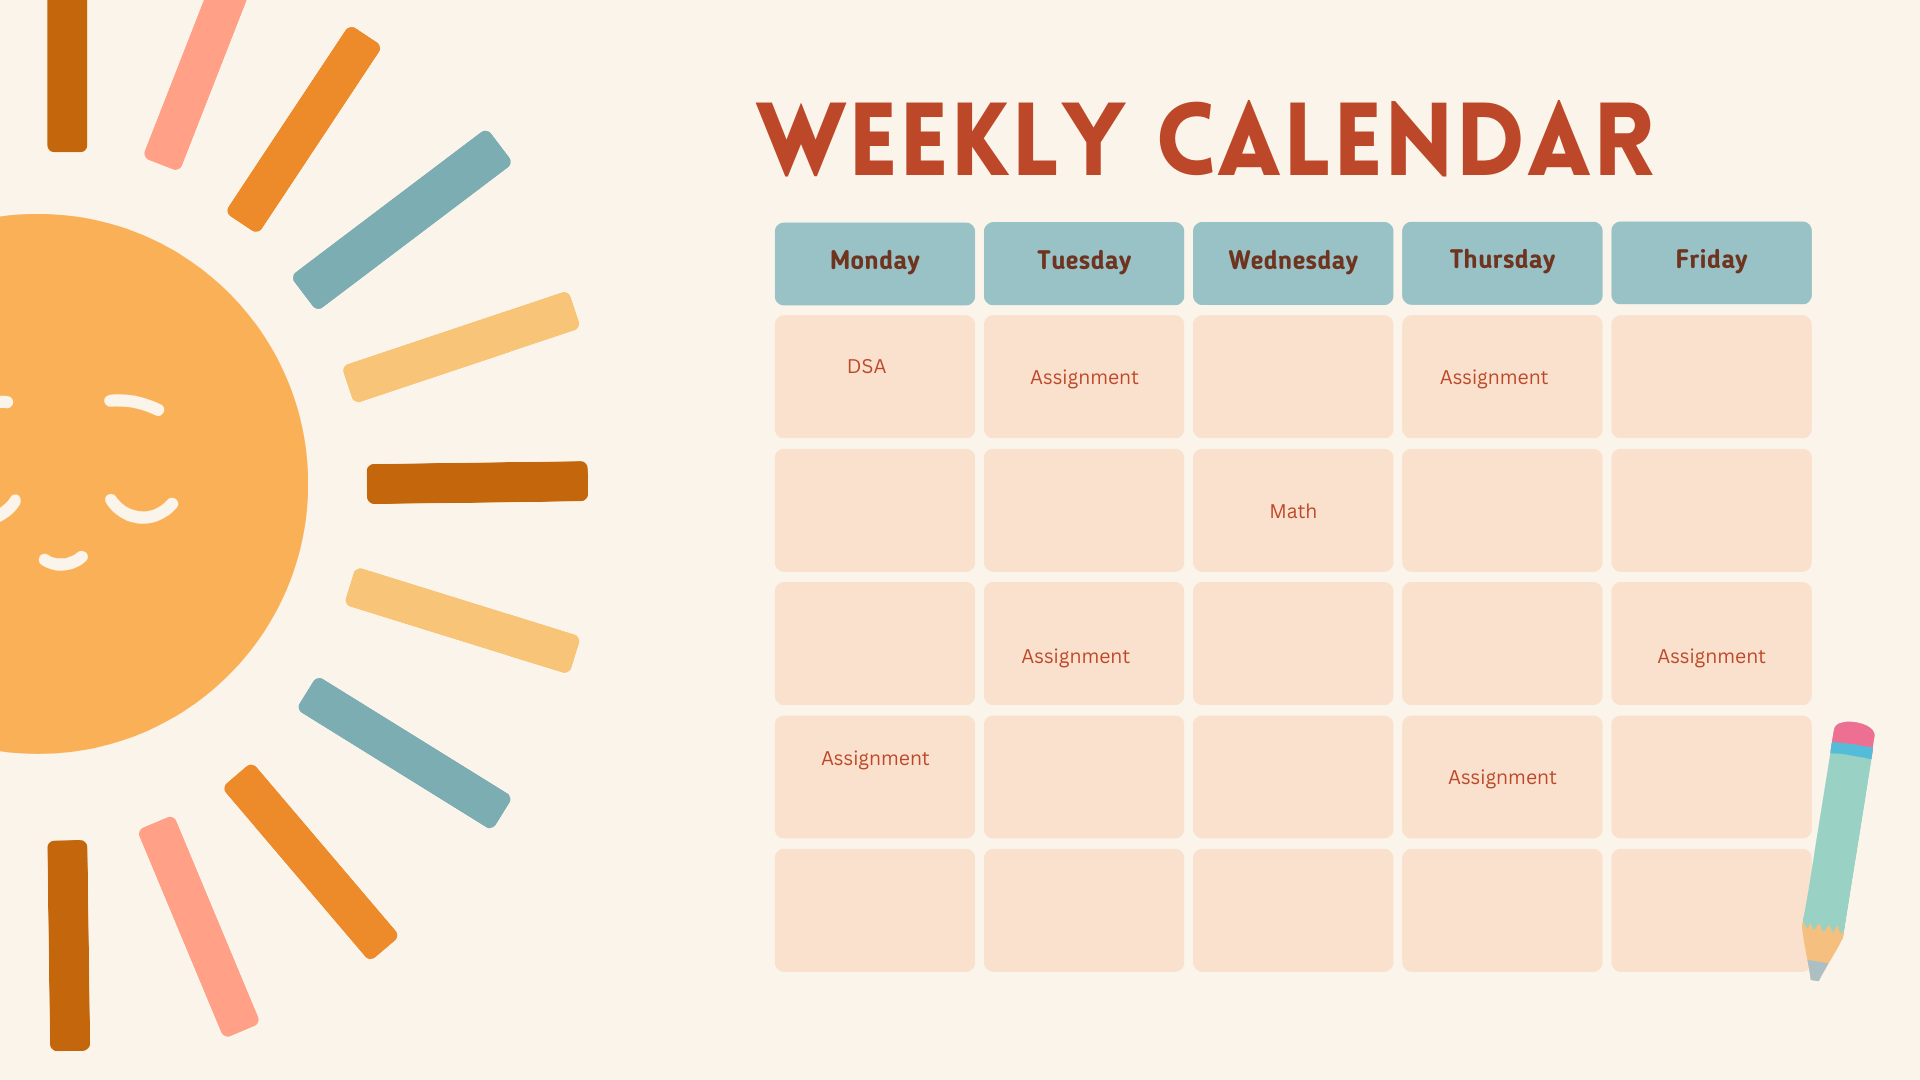 WEEKLY CALENDAR
Monday Tuesday Wednesday Thursday Friday
DSA Assignment Assignment
Math
Assignment Assignment
Assignment Assignment